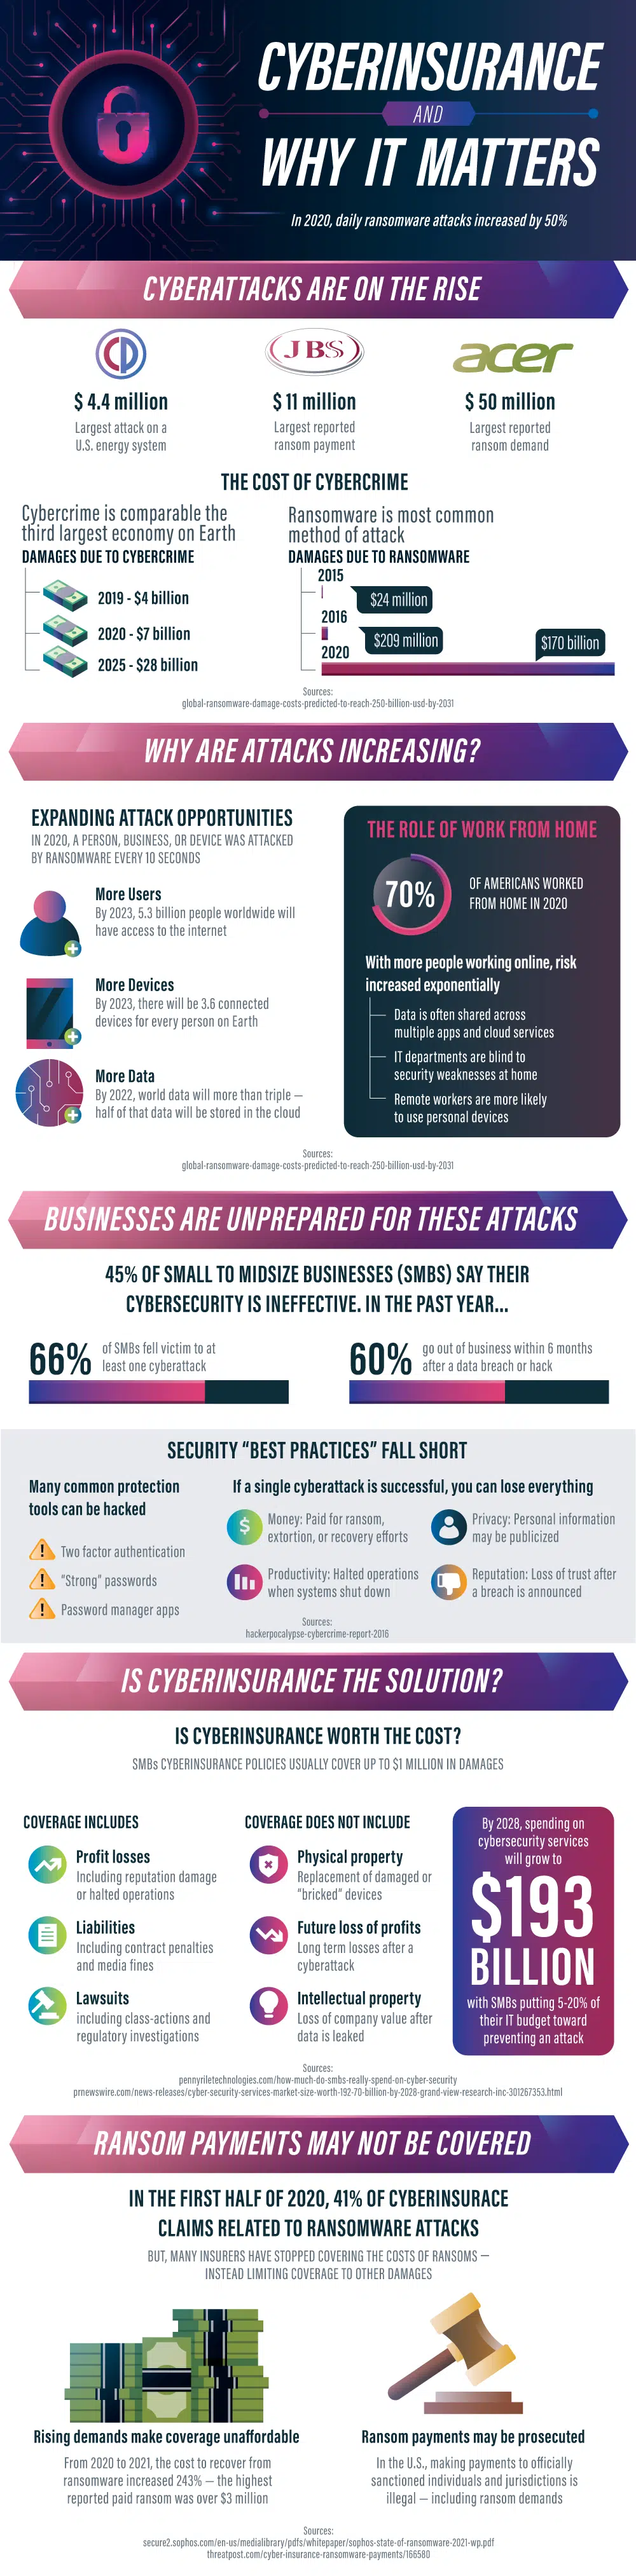 CYBERINSURANCE
AND
WHY IT MATTERS
In 2020, daily ransomware attacks increased by 50%
CYBERATTACKS ARE ON THE RISE
CP
JBS
acer
$ 4.4 million
Largest attack on a
U.S. energy system
$ 11 million
Largest reported
ransom payment
$ 50 million
Largest reported
ransom demand
THE COST OF CYBERCRIME
Cybercrime is comparable the
third largest economy on Earth
DAMAGES DUE TO CYBERCRIME
2019 - $4 billion
2020 - $7 billion
2025 - $28 billion
Ransomware is most common
method of attack
DAMAGES DUE TO RANSOMWARE
2015
$24 million
2016
$209 million
2020
$170 billion
Sources:
global-ransomware-damage-costs-predicted-to-reach-250-billion-usd-by-2031
WHY ARE ATTACKS INCREASING?
EXPANDING ATTACK OPPORTUNITIES
IN 2020, A PERSON, BUSINESS, OR DEVICE WAS ATTACKED
BY RANSOMWARE EVERY 10 SECONDS
More Users
By 2023, 5.3 billion people worldwide will
have access to the internet
More Devices
By 2023, there will be 3.6 connected
devices for every person on Earth
More Data
By 2022, world data will more than triple —
half of that data will be stored in the cloud
THE ROLE OF WORK FROM HOME
70%
OF AMERICANS WORKED
FROM HOME IN 2020
With more people working online, risk
increased exponentially
Data is often shared across
multiple apps and cloud services
IT departments are blind to
security weaknesses at home
Remote workers are more likely
to use personal devices
Sources:
global-ransomware-damage-costs-predicted-to-reach-250-billion-usd-by-2031
BUSINESSES ARE UNPREPARED FOR THESE ATTACKS
45% OF SMALL TO MIDSIZE BUSINESSES (SMBS) SAY THEIR
CYBERSECURITY IS INEFFECTIVE. IN THE PAST YEAR...
66%
of SMBs fell victim to at
least one cyberattack
60%
go out of business within 6 months
after a data breach or hack
SECURITY “BEST PRACTICES” FALL SHORT
Many common protection
tools can be hacked
Two factor authentication
“Strong” passwords
Password manager apps
If a single cyberattack is successful, you can lose everything
Money: Paid for ransom,
extortion, or recovery efforts
Privacy: Personal information
may be publicized
Productivity: Halted operations
when systems shut down
Reputation: Loss of trust after
a breach is announced
Sources:
hackerpocalypse-cybercrime-report-2016
IS CYBERINSURANCE THE SOLUTION?
IS CYBERINSURANCE WORTH THE COST?
SMBs CYBERINSURANCE POLICIES USUALLY COVER UP TO $1 MILLION IN DAMAGES
COVERAGE INCLUDES
Profit losses
Including reputation damage
or halted operations
Liabilities
Including contract penalties
and media fines
Lawsuits
including class-actions and
regulatory investigations
COVERAGE DOES NOT INCLUDE
Physical property
Replacement of damaged or
“bricked” devices
Future loss of profits
Long term losses after a
cyberattack
Intellectual property
Loss of company value after
data is leaked
By 2028, spending on
cybersecurity services
will grow to
$193
BILLION
with SMBs putting 5-20% of
their IT budget toward
preventing an attack
Sources:
pennyriletechnologies.com/how-much-do-smbs-really-spend-on-cyber-security
prnewswire.com/news-releases/cyber-security-services-market-size-worth-192-70-billion-by-2028-grand-view-research-inc-301267353.html
RANSOM PAYMENTS MAY NOT BE COVERED
IN THE FIRST HALF OF 2020, 41% OF CYBERINSURACE
CLAIMS RELATED TO RANSOMWARE ATTACKS
BUT, MANY INSURERS HAVE STOPPED COVERING THE COSTS OF RANSOMS —
INSTEAD LIMITING COVERAGE TO OTHER DAMAGES
Rising demands make coverage unaffordable
From 2020 to 2021, the cost to recover from
ransomware increased 243% — the highest
reported paid ransom was over $3 million
Ransom payments may be prosecuted
In the U.S., making payments to officially
sanctioned individuals and jurisdictions is
illegal — including ransom demands
Sources:
secure2.sophos.com/en-us/medialibrary/pdfs/whitepaper/sophos-state-of-ransomware-2021-wp.pdf
threatpost.com/cyber-insurance-ransomware-payments/166580